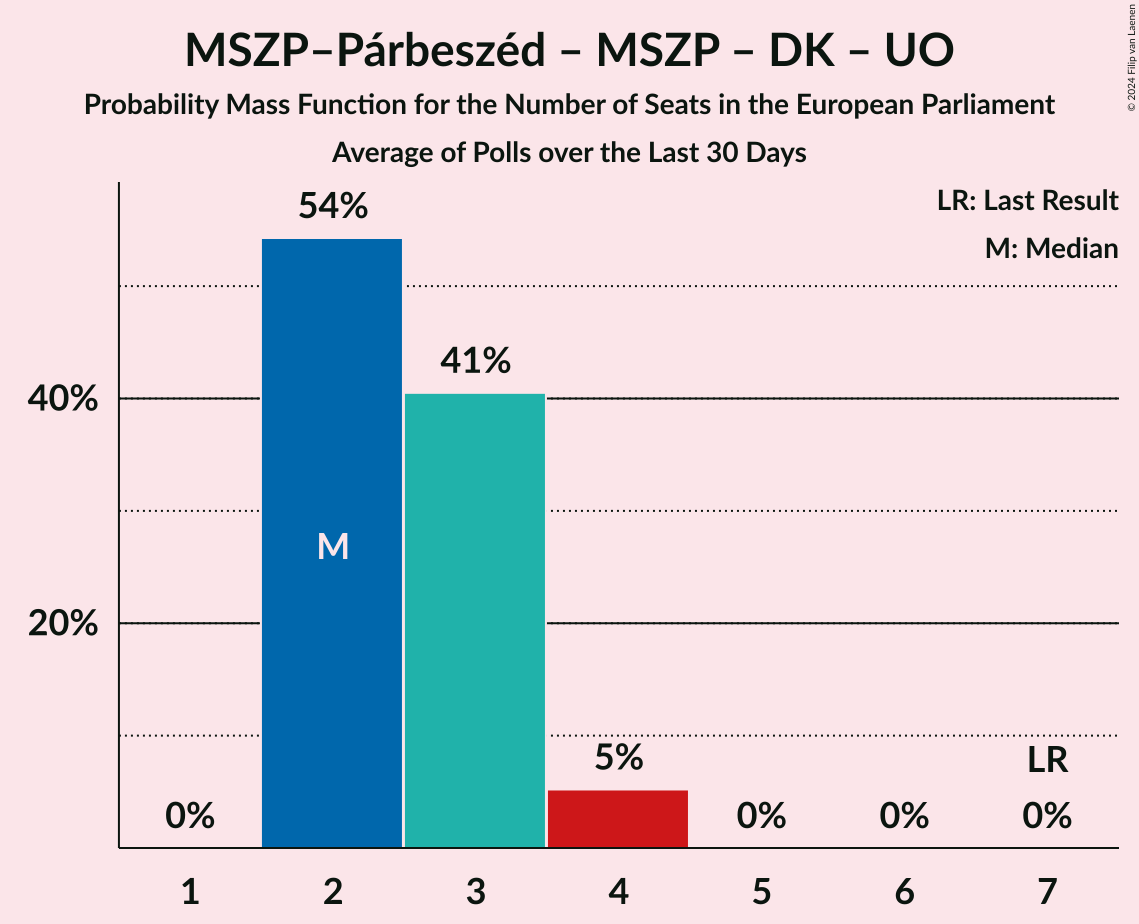 MSZP–Párbeszéd – MSZP – DK – UO
Probability Mass Function for the Number of Seats in the European Parliament
Average of Polls over the Last 30 Days
© 2024 Filip van Laenen
LR: Last Result
M: Median
54%
41%
40%
M
20%
5%
LR
0%
0%
0%
0%
1
2
3
4
5
6
7